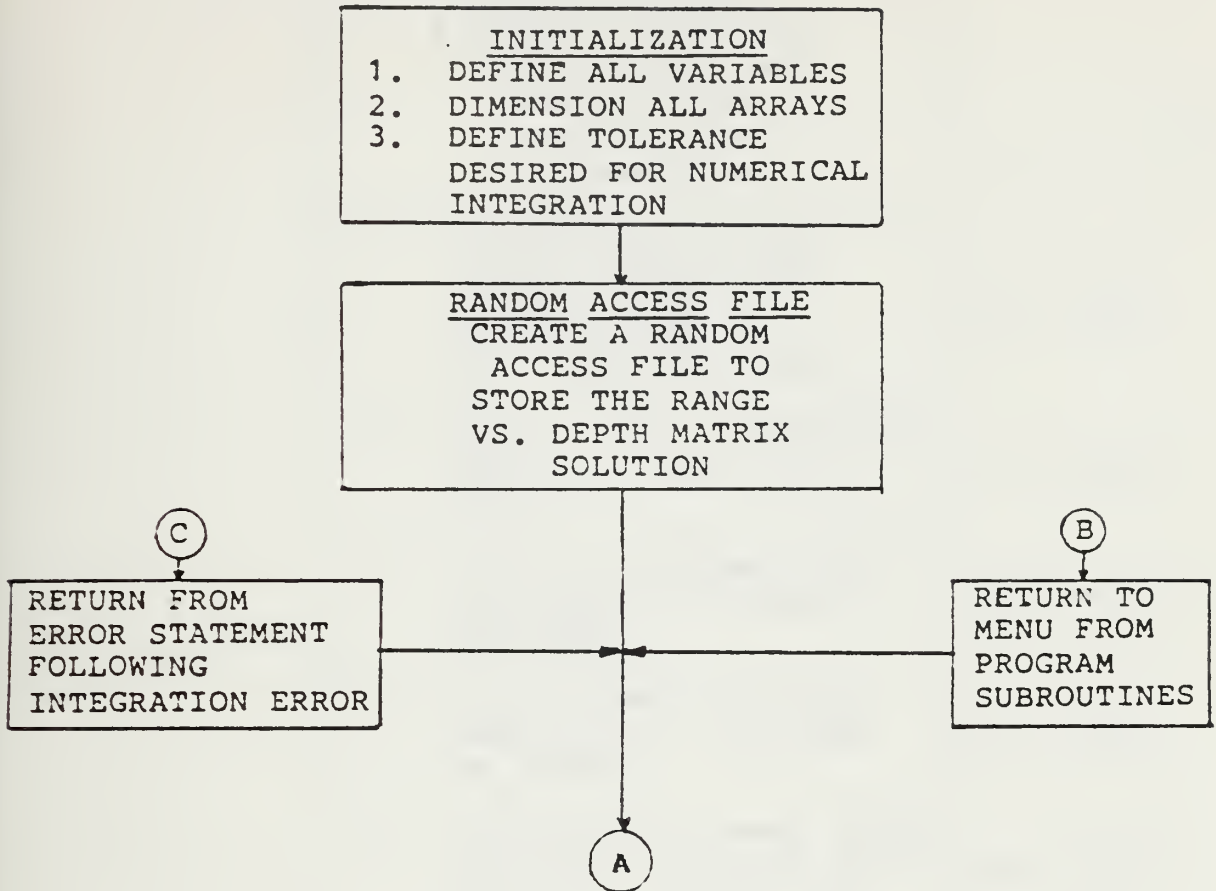 INITIALIZATION
1. DEFINE ALL VARIABLES
2. DIMENSION ALL ARRAYS
3. DEFINE TOLERANCE
DESIRED FOR NUMERICAL
INTEGRATION
RANDOM ACCESS FILE
CREATE A RANDOM
ACCESS FILE TO
STORE THE RANGE
VS. DEPTH MATRIX
SOLUTION
C
RETURN FROM
ERROR STATEMENT
FOLLOWING
INTEGRATION ERROR
B
RETURN TO
MENU FROM
PROGRAM
SUBROUTINES
A